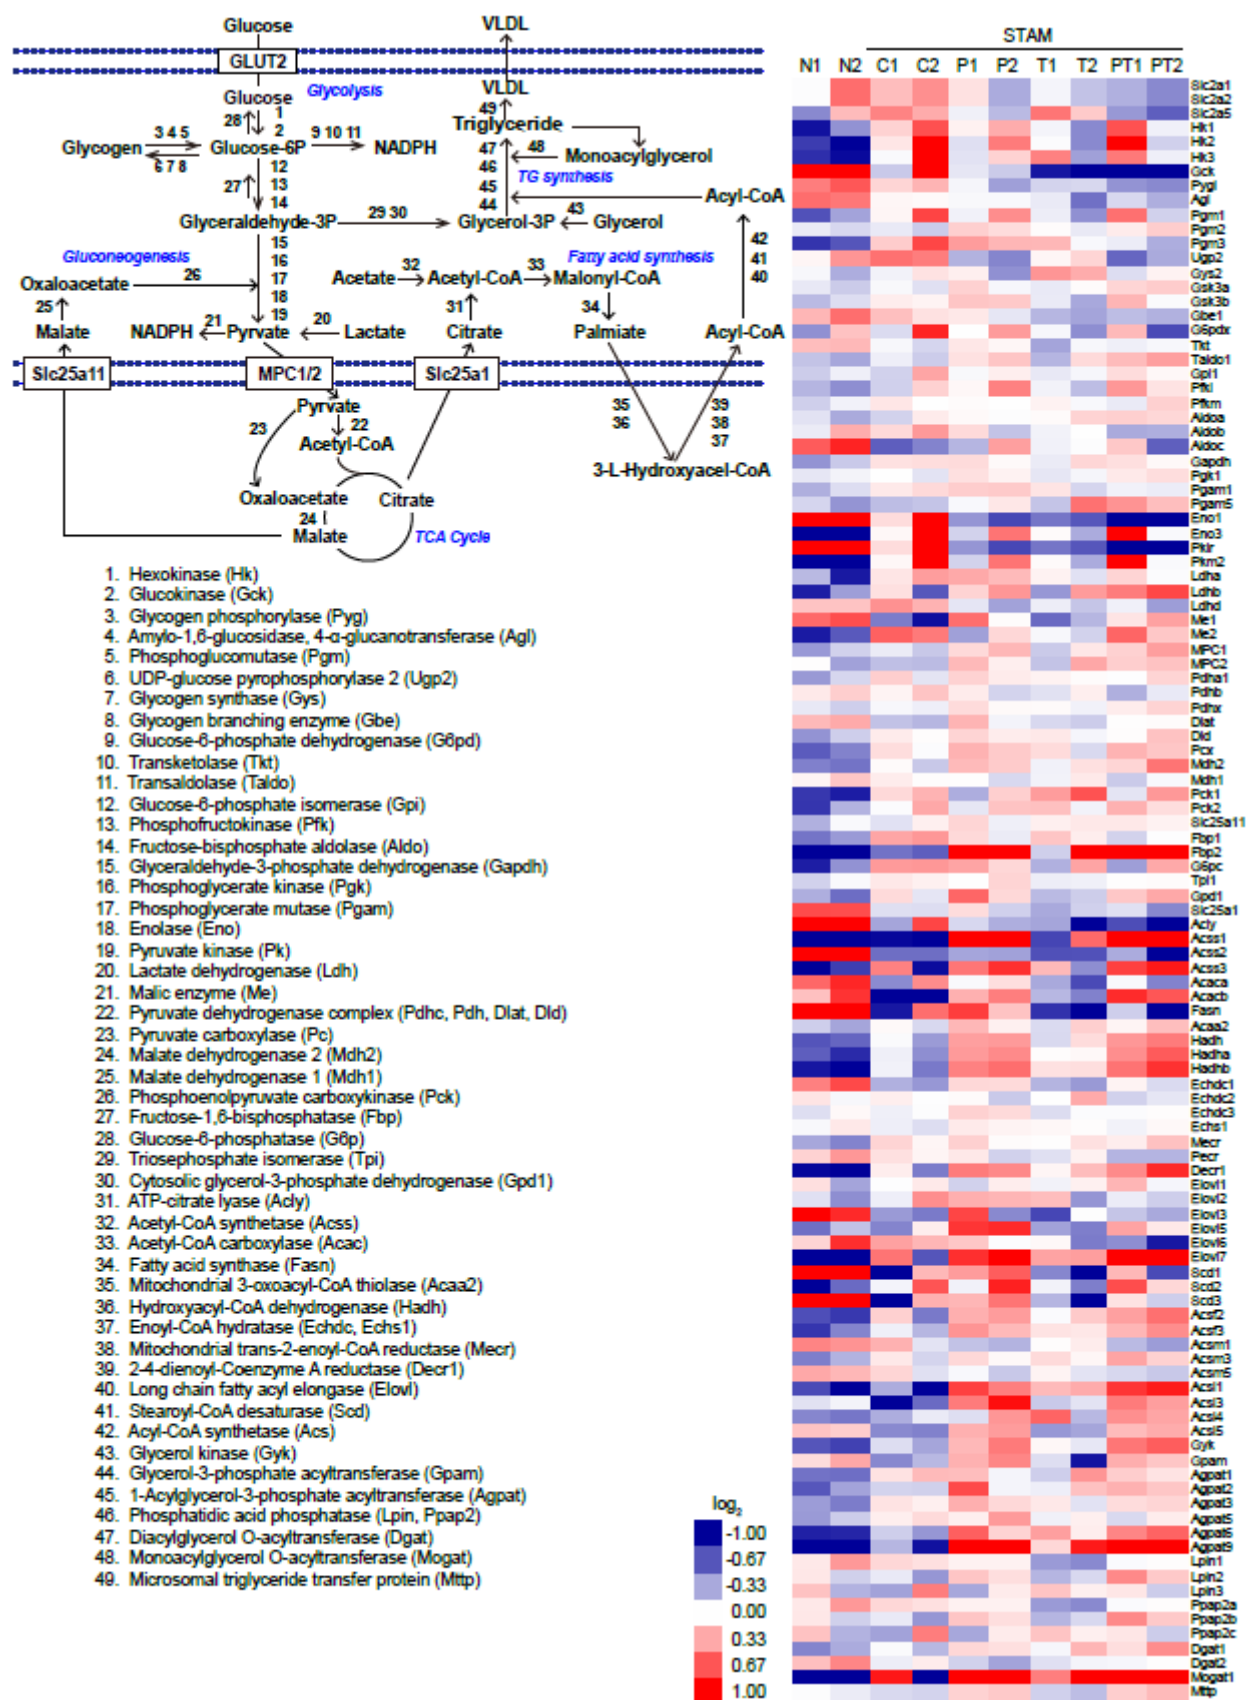 Glucose
VLDL
GLUT2
Glucose
Glycolysis
VLDL
28
1
2
49
Triglyceride
3 4 5
9 10 11
Glycogen
Glucose-6P
NADPH
6 7 8
47
48
Monoacylglycerol
12
46
TG synthesis
27
13
45
Acyl-CoA
14
44
29 30
43
Glyceraldehyde-3P
Glycerol-3P
Glycerol
15
42
Gluconeogenesis
16
Fatty acid synthesis
41
26
32
33
Oxaloacetate
17
Acetate
Acetyl-CoA
Malonyl-CoA
40
25
18
31
34
19
Malate
NADPH
21
Pyrvate
20
Lactate
Citrate
Palmiate
Acyl-CoA
Slc25a11
MPC1/2
Slc25a1
Pyrvate
35
39
23
22
36
38
Acetyl-CoA
37
3-L-Hydroxyacel-CoA
Oxaloacetate
Citrate
24
Malate
TCA Cycle
1. Hexokinase (Hk)
2. Glucokinase (Gck)
3. Glycogen phosphorylase (Pyg)
4. Amylo-1,6-glucosidase, 4-α-glucanotransferase (Agl)
5. Phosphoglucomutase (Pgm)
6. UDP-glucose pyrophosphorylase 2 (Ugp2)
7. Glycogen synthase (Gys)
8. Glycogen branching enzyme (Gbe)
9. Glucose-6-phosphate dehydrogenase (G6pd)
10. Transketolase (Tkt)
11. Transaldolase (Taldo)
12. Glucose-6-phosphate isomerase (Gpi)
13. Phosphofructokinase (Pfk)
14. Fructose-bisphosphate aldolase (Aldo)
15. Glyceraldehyde-3-phosphate dehydrogenase (Gapdh)
16. Phosphoglycerate kinase (Pgk)
17. Phosphoglycerate mutase (Pgam)
18. Enolase (Eno)
19. Pyruvate kinase (Pk)
20. Lactate dehydrogenase (Ldh)
21. Malic enzyme (Me)
22. Pyruvate dehydrogenase complex (Pdhc, Pdh, Dlat, Dld)
23. Pyruvate carboxylase (Pc)
24. Malate dehydrogenase 2 (Mdh2)
25. Malate dehydrogenase 1 (Mdh1)
26. Phosphoenolpyruvate carboxykinase (Pck)
27. Fructose-1,6-bisphosphatase (Fbp)
28. Glucose-6-phosphatase (G6p)
29. Triosephosphate isomerase (Tpi)
30. Cytosolic glycerol-3-phosphate dehydrogenase (Gpd1)
31. ATP-citrate lyase (Acly)
32. Acetyl-CoA synthetase (Acss)
33. Acetyl-CoA carboxylase (Acac)
34. Fatty acid synthase (Fasn)
35. Mitochondrial 3-oxoacyl-CoA thiolase (Acaa2)
36. Hydroxyacyl-CoA dehydrogenase (Hadh)
37. Enoyl-CoA hydratase (Echdc, Echs1)
38. Mitochondrial trans-2-enoyl-CoA reductase (Mecr)
39. 2-4-dienoyl-Coenzyme A reductase (Decr1)
40. Long chain fatty acyl elongase (Elovl)
41. Stearoyl-CoA desaturase (Scd)
42. Acyl-CoA synthetase (Acs)
43. Glycerol kinase (Gyk)
44. Glycerol-3-phosphate acyltransferase (Gpam)
45. 1-Acylglycerol-3-phosphate acyltransferase (Agpat)
46. Phosphatidic acid phosphatase (Lpin, Ppap2)
47. Diacylglycerol O-acyltransferase (Dgat)
48. Monoacylglycerol O-acyltransferase (Mogat)
49. Microsomal triglyceride transfer protein (Mttp)
log2
-1.00
-0.67
-0.33
0.00
0.33
0.67
1.00
STAM
N1 N2 C1 C2 P1 P2 T1 T2 PT1 PT2
Slc2a1
Slc2a2
Slc2a5
Hk1
Hk2
Hk3
Gck
Pygl
Agl
Pgm1
Pgm2
Pgm3
Ugp2
Gys2
Gsk3a
Gsk3b
Gbe1
G6pdx
Tkt
Taldo1
Gpi1
Pfkl
Pfkm
Aldoa
Aldob
Aldoc
Gapdh
Pgk1
Pgam1
Pgam5
Eno1
Eno3
Pklr
Pkm2
Ldha
Ldhb
Ldhd
Me1
Me2
MPC1
MPC2
Pdha1
Pdhb
Pdhx
Dlat
Dld
Pcx
Mdh2
Mdh1
Pck1
Pck2
Slc25a11
Fbp1
Fbp2
G6pc
Tpi1
Gpd1
Slc25a1
Acly
Acss1
Acss2
Acss3
Acaca
Acacb
Fasn
Acaa2
Hadh
Hadha
Hadhb
Echdc1
Echdc2
Echdc3
Echs1
Mecr
Pecr
Decr1
Elovl1
Elovl2
Elovl3
Elovl5
Elovl6
Elovl7
Scd1
Scd2
Scd3
Acsf2
Acsf3
Acsm1
Acsm3
Acsm5
Acsl1
Acsl3
Acsl4
Acsl5
Gyk
Gpam
Agpat1
Agpat2
Agpat3
Agpat5
Agpat6
Agpat9
Lpin1
Lpin2
Lpin3
Ppap2a
Ppap2b
Ppap2c
Dgat1
Dgat2
Mogat1
Mttp